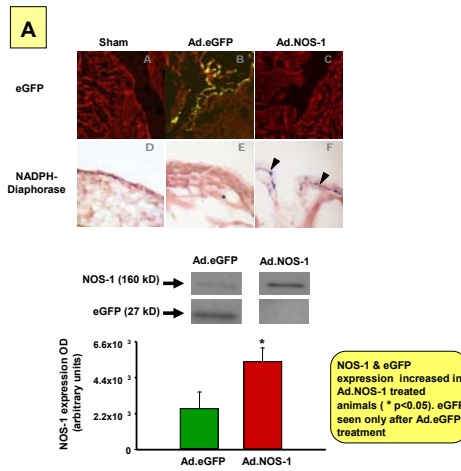 A
Sham Ad.eGFP Ad.NOS-1
eGFP
A B C
NADPH-
Diaphorase
D E F
*
Ad.eGFP Ad.NOS-1
NOS-1 (160 kD)
eGFP (27 kD)
NOS-1 expression OD
(arbitrary units)
6.6x10 3
4.4x10 3
2.2x10 3
0
*
Ad.eGFP Ad.NOS-1
NOS-1 & eGFP
expression increased in
Ad.NOS-1 treated
animals ( * p<0.05). eGFP
seen only after Ad.eGFP
treatment